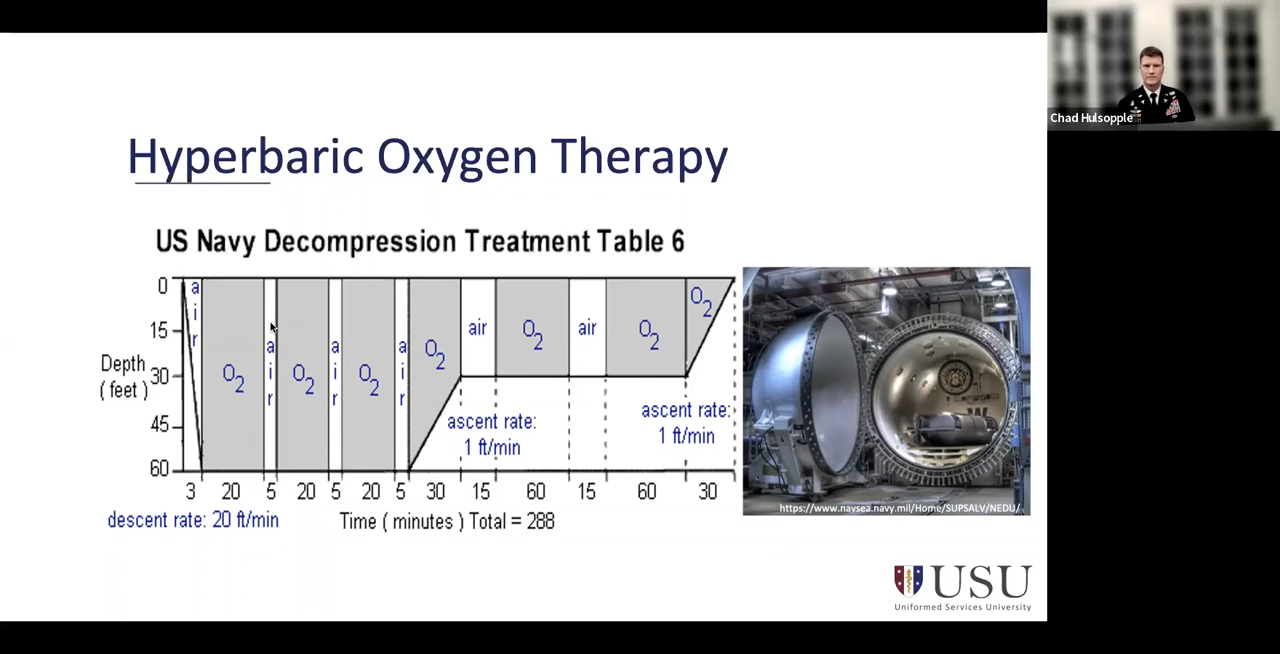 Chad Hulsopple
Hyperbaric Oxygen Therapy
US Navy Decompression Treatment Table 6
0
15
Depth
(feet)
30
45
60
air
O2
air
O2
air
O2
air
O2
air
O2
air
O2
O2
ascent rate:
1 ft/min
ascent rate:
1 ft/min
3 20 5 20 5 20 5 30 15 60 15 60 30
descent rate: 20 ft/min
Time ( minutes ) Total = 288
https://www.navsea.navy.mil/Home/SUPSALV/NEDU/
USU
Uniformed Services University